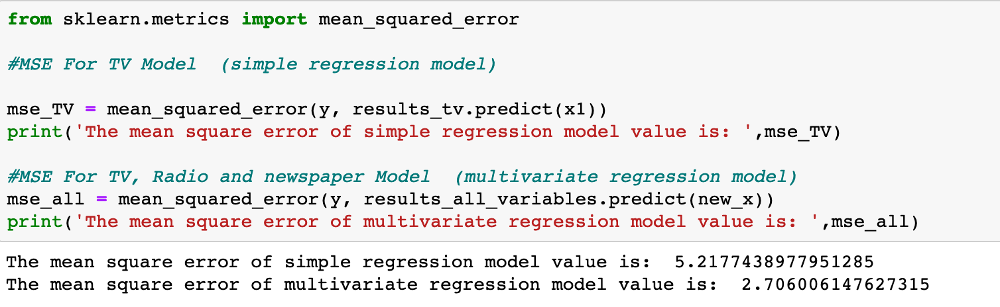 from sklearn.metrics import mean_squared_error
#MSE For TV Model  (simple regression model)
mse_TV = mean_squared_error(y, results_tv.predict(x1))
print('The mean square error of simple regression model value is: ',mse_TV)
#MSE For TV, Radio and newspaper Model  (multivariate regression model)
mse_all = mean_squared_error(y, results_all_variables.predict(new_x))
print('The mean square error of multivariate regression model value is: ',mse_all)
The mean square error of simple regression model value is:  5.2177438977951285
The mean square error of multivariate regression model value is:  2.706006147627315